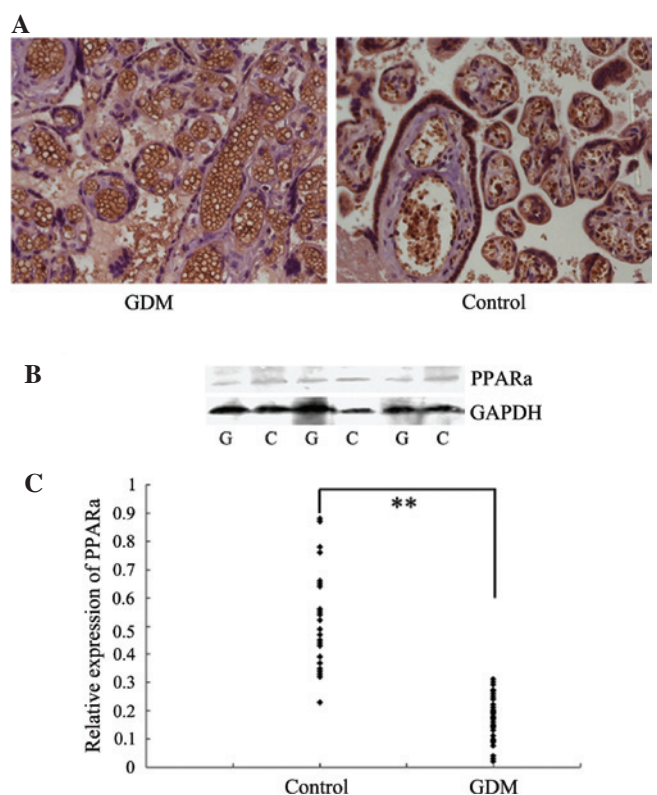 A
GDM Control
B
PPARa
GAPDH
G C G C G C
C
Relative expression of PPARa
1
0.9
0.8
0.7
0.6
0.5
0.4
0.3
0.2
0.1
0
**
Control GDM